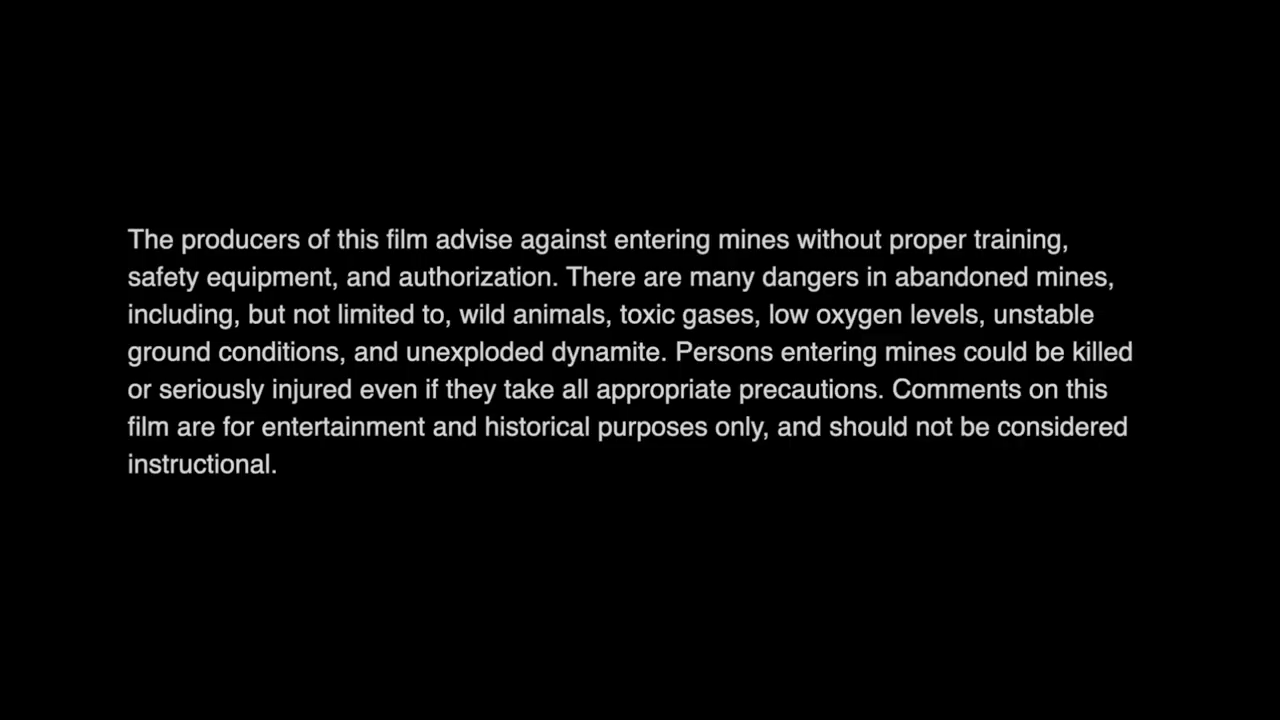 The producers of this film advise against entering mines without proper training,
safety equipment, and authorization. There are many dangers in abandoned mines,
including, but not limited to, wild animals, toxic gases, low oxygen levels, unstable
ground conditions, and unexploded dynamite. Persons entering mines could be killed
or seriously injured even if they take all appropriate precautions. Comments on this
film are for entertainment and historical purposes only, and should not be considered
instructional.